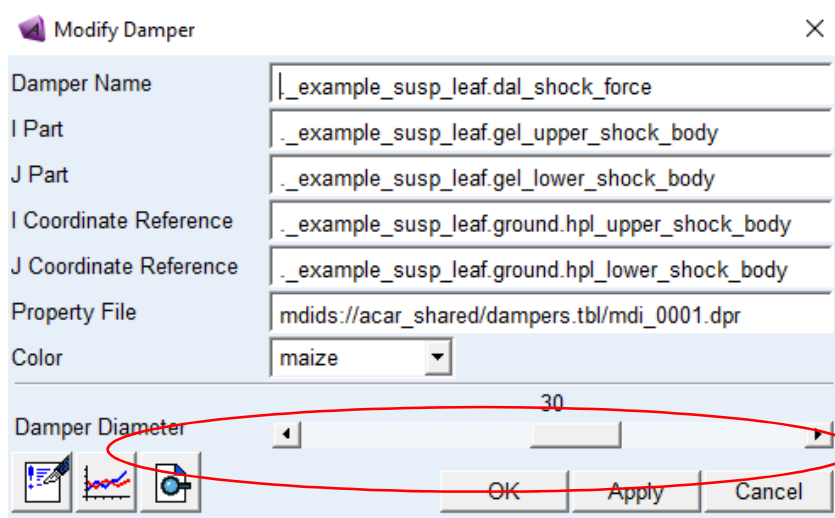 Modify Damper
Damper Name ._example_susp_leaf.dal_shock_force
I Part ._example_susp_leaf.gel_upper_shock_body
J Part ._example_susp_leaf.gel_lower_shock_body
I Coordinate Reference ._example_susp_leaf.ground.hpl_upper_shock_body
J Coordinate Reference ._example_susp_leaf.ground.hpl_lower_shock_body
Property File mdids://acar_shared/dampers.tbl/mdi_0001.dpr
Color maize
30
Damper Diameter
OK Apply Cancel